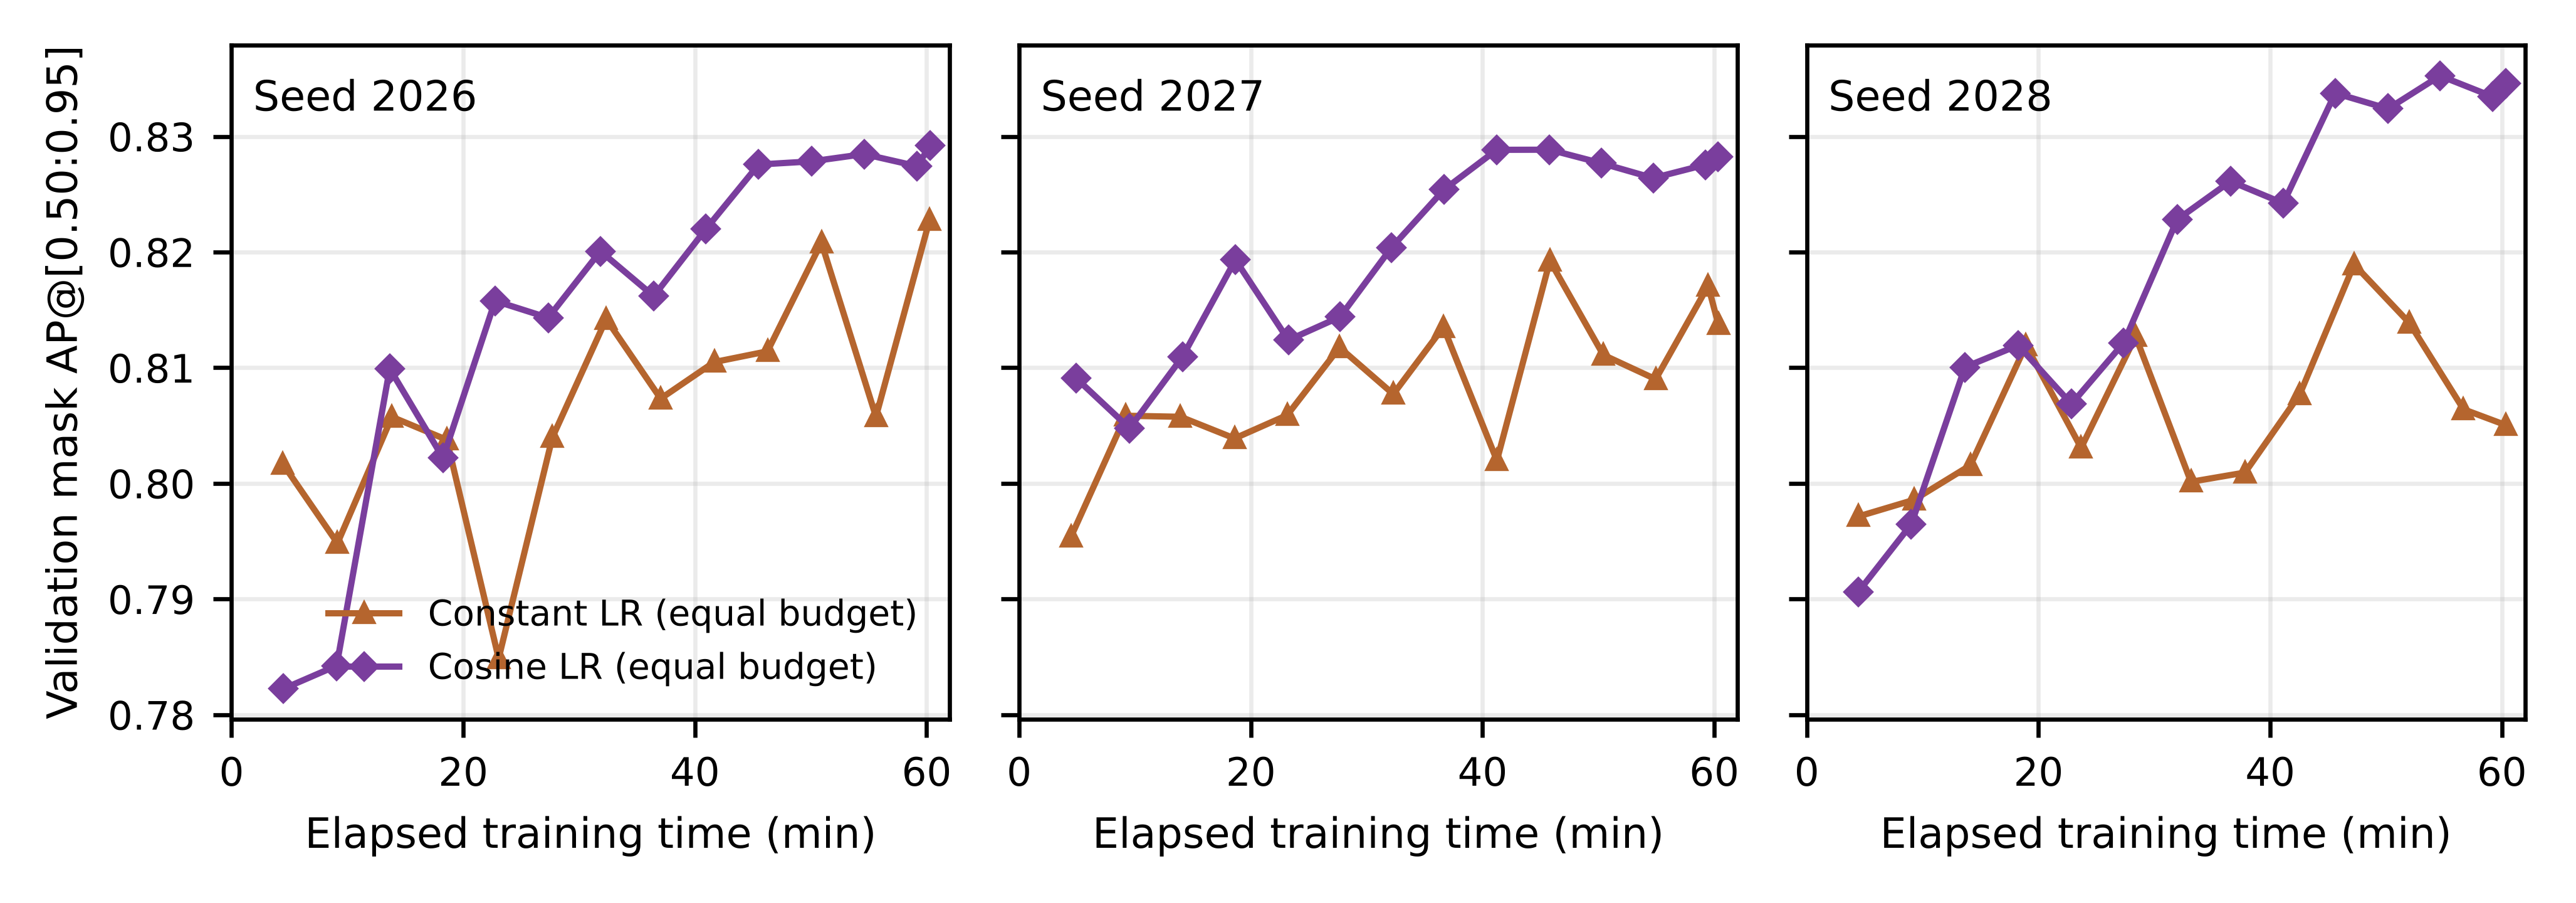 Validation mask AP@[0.50:0.95]
Seed 2026
Seed 2027
Seed 2028
0.83
0.82
0.81
0.80
0.79
0.78
Constant LR (equal budget)
Cosine LR (equal budget)
0 20 40 60
0 20 40 60
0 20 40 60
Elapsed training time (min)
Elapsed training time (min)
Elapsed training time (min)